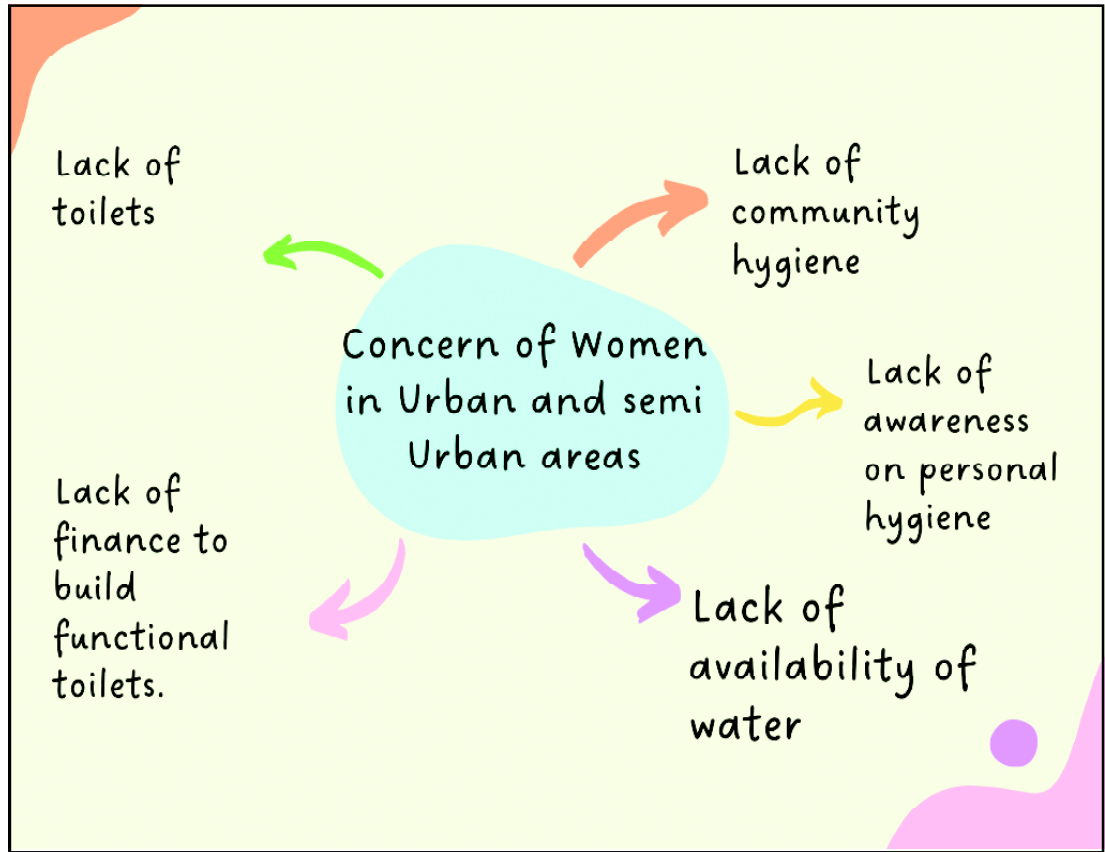 Lack of
toilets
Lack of
community
hygiene
Concern of Women
in Urban and semi
Urban areas
Lack of
awareness
on personal
hygiene
Lack of
finance to
build
functional
toilets.
Lack of
availability of
water